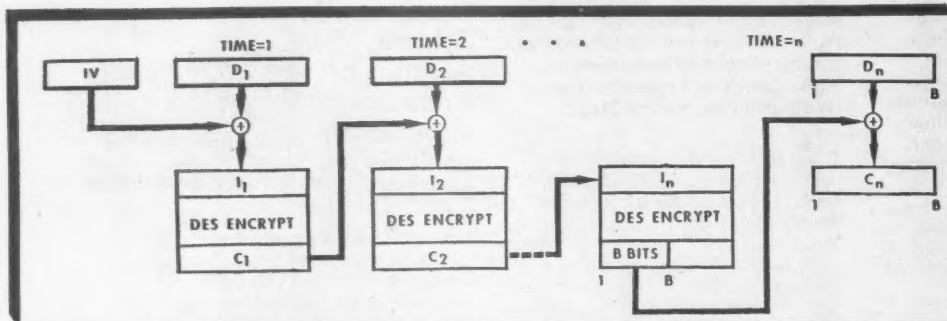 TIME=1 TIME=2 . . . TIME=n
IV D1 D2 Dn
1 B
I1 I2 In Cn
1 B
DES ENCRYPT DES ENCRYPT DES ENCRYPT
C1 C2 B BITS
1 B